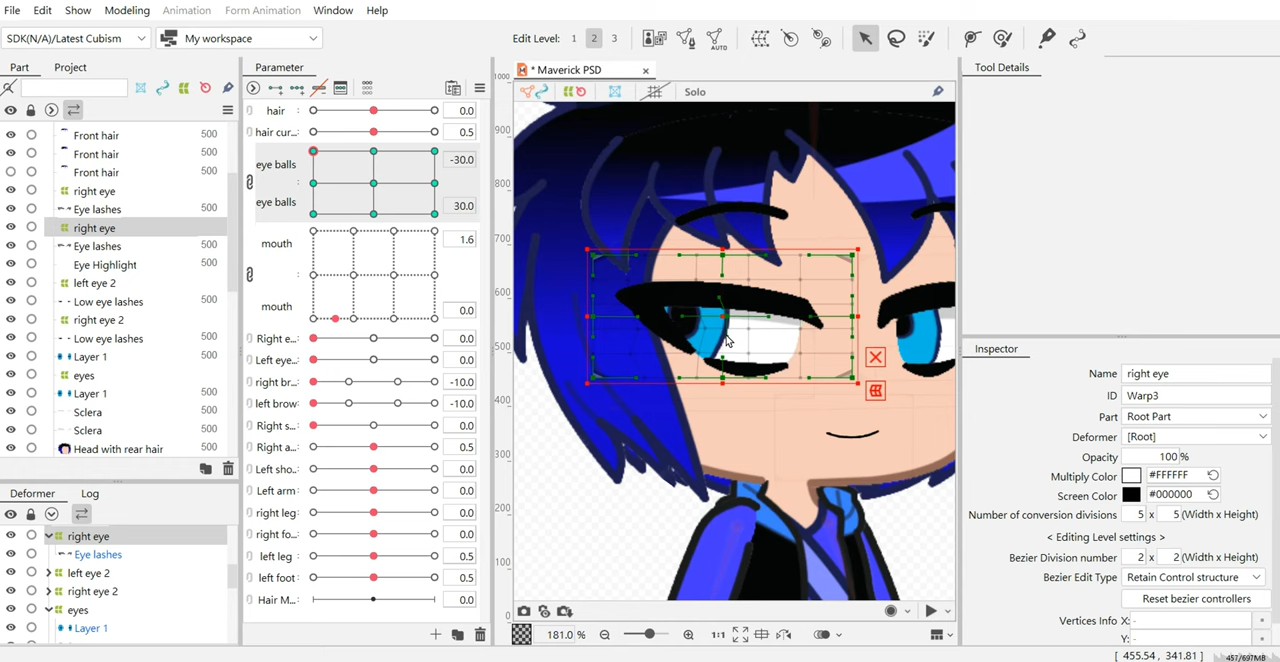 File Edit Show Modeling Animation Form Animation Window Help
SDK(N/A)/Latest Cubism My workspace Edit Level: 1 2 3 AUTO
Part Project
Parameter
* Maverick PSD x
Tool Details
Solo
Front hair 500
Front hair 500
Front hair 500
right eye
Eye lashes 500
right eye
Eye lashes 500
Eye Highlight
left eye 2
Low eye lashes
right eye 2
Low eye lashes
Layer 1
eyes
Layer 1
Sclera
Sclera
Head with rear hair 500
Deformer Log
right eye
Eye lashes
left eye 2
right eye 2
eyes
Layer 1
hair : 0.0
hair cur... : 0.5
eye balls -30.0
eye balls 30.0
mouth 1.6
mouth 0.0
Right e... : 0.0
Left eye... : 0.0
right br... : -10.0
left brow : -10.0
Right s... : 0.0
Right a... : 0.5
Left sho... : 0.0
Left arm : 0.0
right leg : 0.0
right fo... : 0.0
left leg : 0.5
left foot : 0.5
Hair M... : 0.0
1000
900
800
700
600
500
400
300
200
100
0
181.0 % 1:1
Inspector
Name right eye
ID Warp3
Part Root Part
Deformer [Root]
Opacity 100 %
Multiply Color #FFFFFF
Screen Color #000000
Number of conversion divisions 5 x 5 (Width x Height)
< Editing Level settings >
Bezier Division number 2 x 2 (Width x Height)
Bezier Edit Type Retain Control structure
Reset bezier controllers
Vertices Info X: -
Y: -
[ 455.54, 341.81 ] 457/697MB